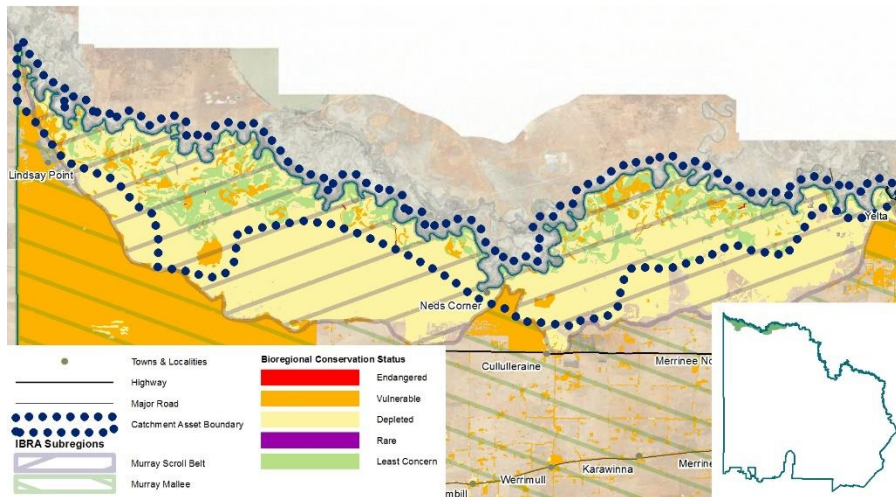 Lindsay Point
Yelta
Neds Corner
Cullulleraine
Merrinee No
Karawinna
Merrine
Werrimull
mbill
Towns & Localities
Highway
Major Road
Catchment Asset Boundary
IBRA Subregions
Murray Scroll Belt
Murray Mallee
Bioregional Conservation Status
Endangered
Vulnerable
Depleted
Rare
Least Concern